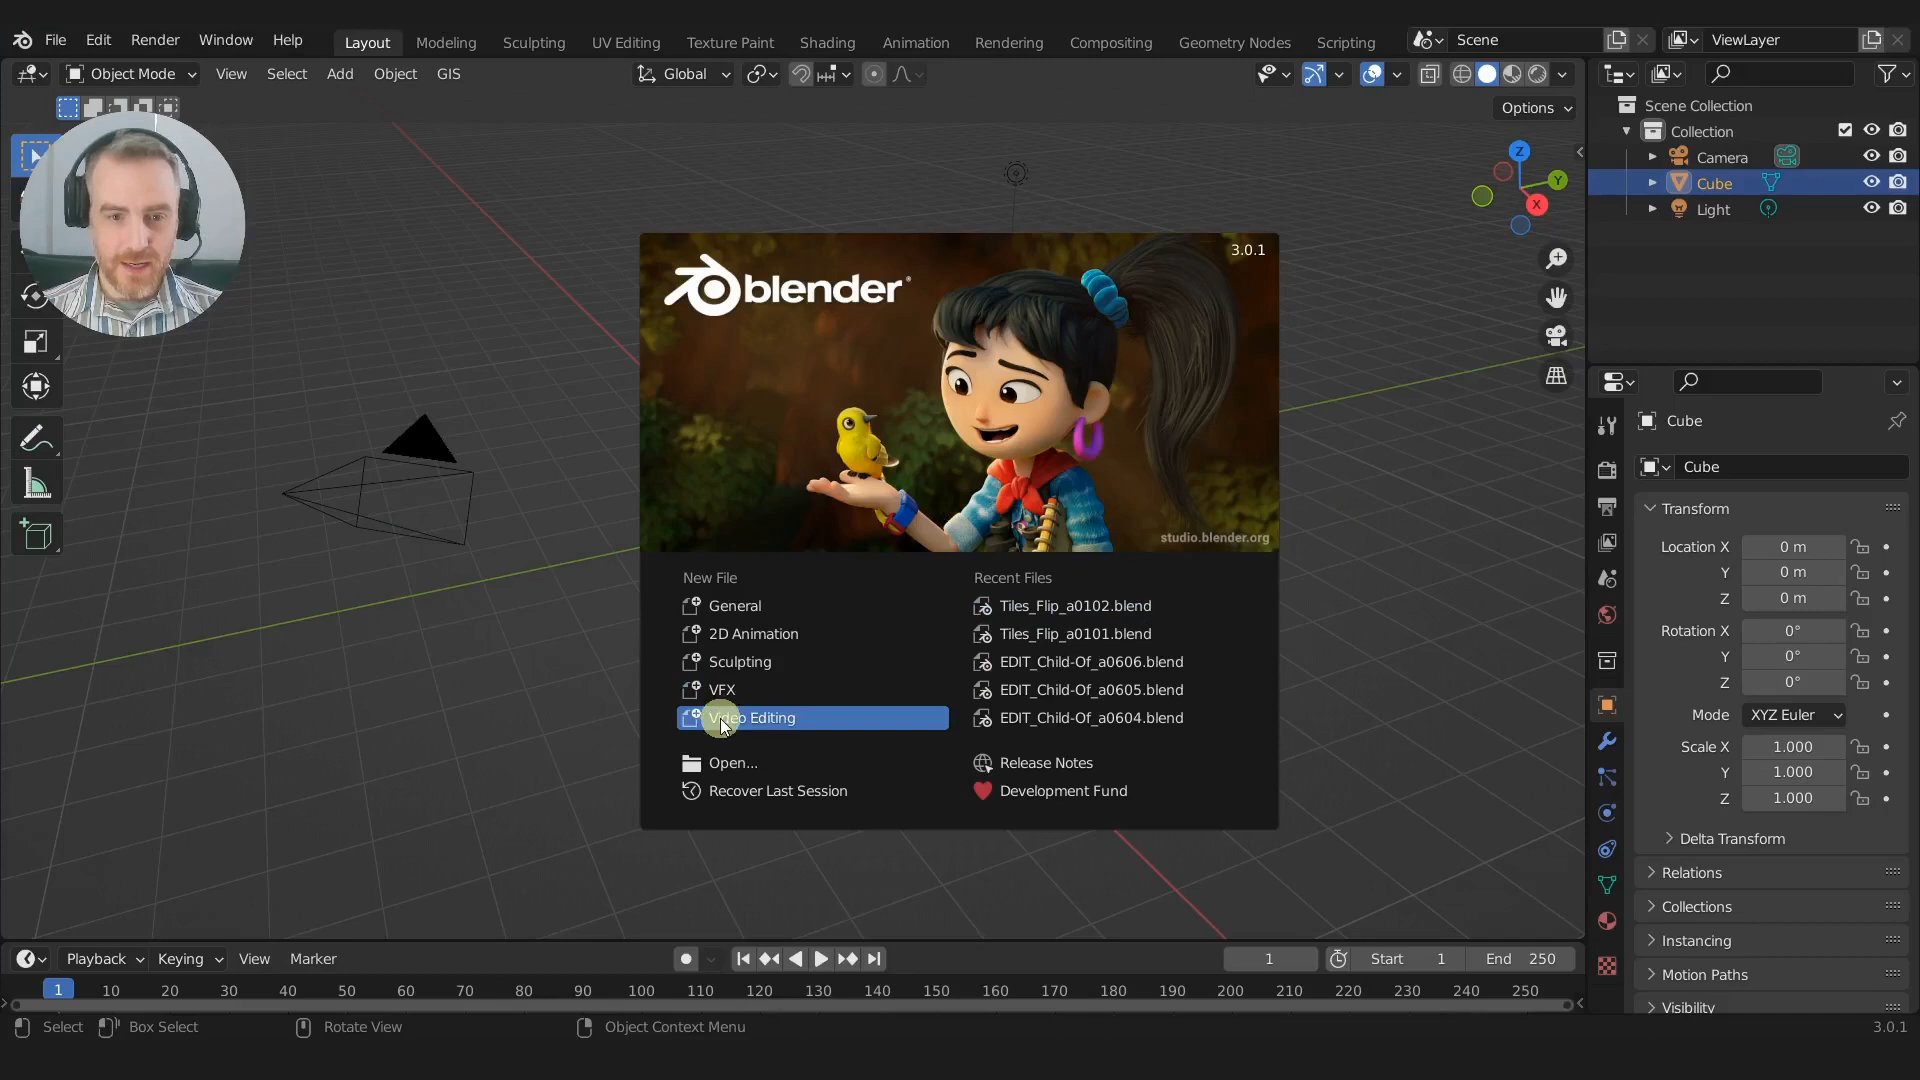 File Edit Render Window Help Layout Modeling Sculpting UV Editing Texture Paint Shading Animation Rendering Compositing Geometry Nodes Scripting Scene ViewLayer
Object Mode View Select Add Object GIS Global
Options
Scene Collection
Collection
Camera
Cube
Light
Z
Y
X
blender
3.0.1
studio.blender.org
New File
General
2D Animation
Sculpting
VFX
Video Editing
Open...
Recover Last Session
Recent Files
Tiles_Flip_a0102.blend
Tiles_Flip_a0101.blend
EDIT_Child-Of_a0606.blend
EDIT_Child-Of_a0605.blend
EDIT_Child-Of_a0604.blend
Release Notes
Development Fund
Cube
Cube
Transform
Location X 0 m
Y 0 m
Z 0 m
Rotation X 0°
Y 0°
Z 0°
Mode XYZ Euler
Scale X 1.000
Y 1.000
Z 1.000
Delta Transform
Relations
Collections
Instancing
Motion Paths
Visibility
Playback Keying View Marker 1 Start 1 End 250
1 10 20 30 40 50 60 70 80 90 100 110 120 130 140 150 160 170 180 190 200 210 220 230 240 250
Select Box Select Rotate View Object Context Menu 3.0.1